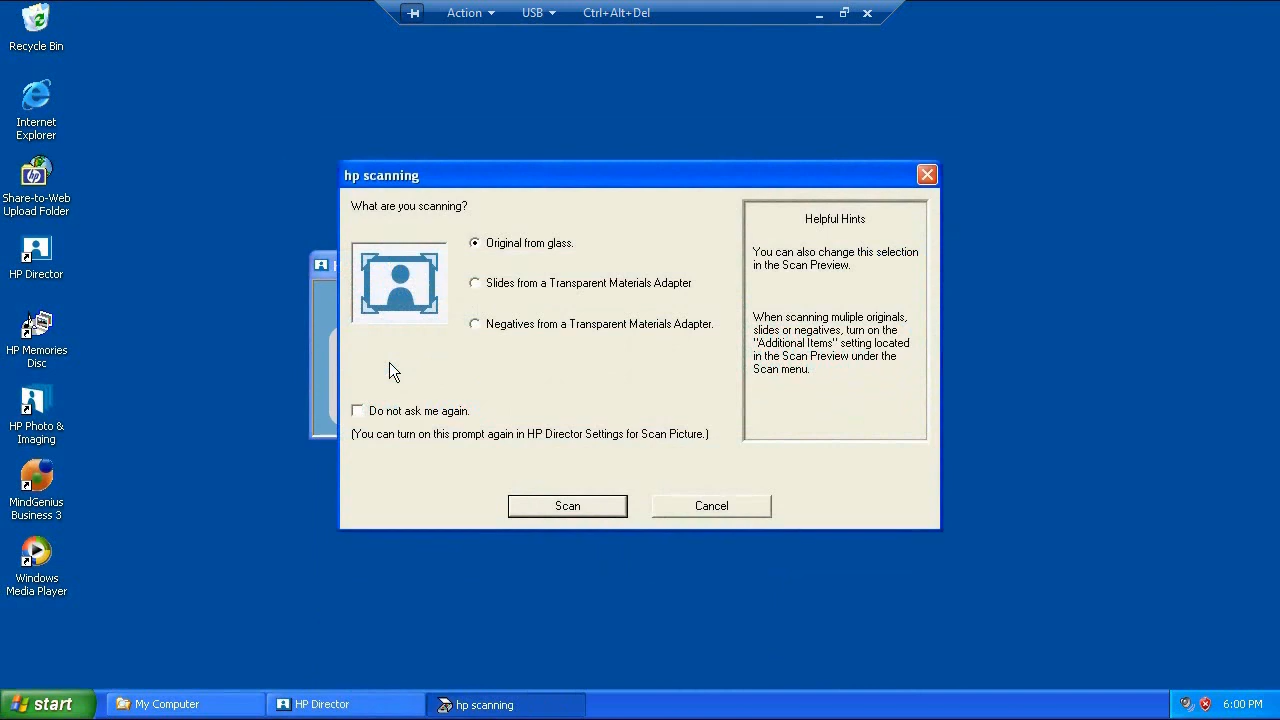 Action
USB
Ctrl+Alt+Del
Recycle Bin
Internet
Explorer
Share-to-Web
Upload Folder
HP Director
HP Memories
Disc
HP Photo &
Imaging
MindGenius
Business 3
Windows
Media Player
hp scanning
What are you scanning?
Original from glass.
Slides from a Transparent Materials Adapter
Negatives from a Transparent Materials Adapter.
Do not ask me again.
(You can turn on this prompt again in HP Director Settings for Scan Picture.)
Scan
Cancel
Helpful Hints
You can also change this selection
in the Scan Preview.
When scanning muliple originals,
slides or negatives, turn on the
"Additional Items" setting located
in the Scan Preview under the
Scan menu.
start
My Computer
HP Director
hp scanning
6:00 PM